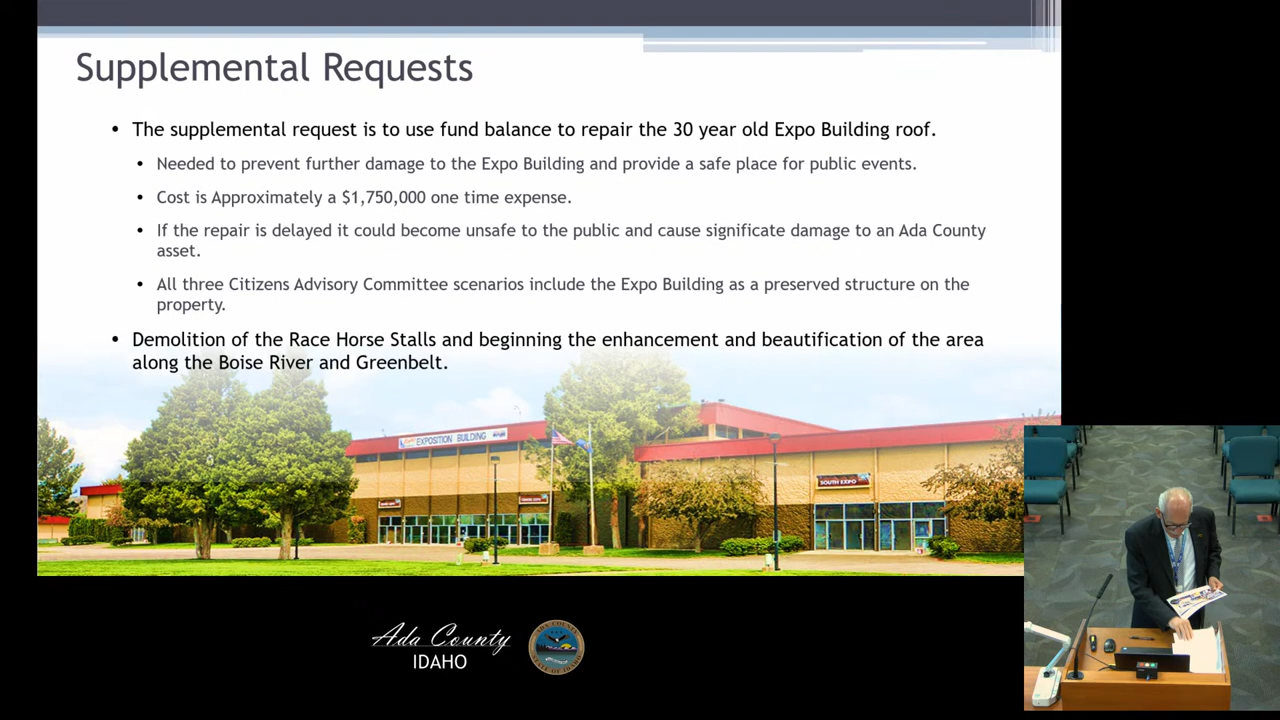 Supplemental Requests
• The supplemental request is to use fund balance to repair the 30 year old Expo Building roof.
• Needed to prevent further damage to the Expo Building and provide a safe place for public events.
• Cost is Approximately a $1,750,000 one time expense.
• If the repair is delayed it could become unsafe to the public and cause significate damage to an Ada County
asset.
• All three Citizens Advisory Committee scenarios include the Expo Building as a preserved structure on the
property.
• Demolition of the Race Horse Stalls and beginning the enhancement and beautification of the area
along the Boise River and Greenbelt.
EXPOSITION BUILDING
SOUTH EXPO
Ada County
IDAHO